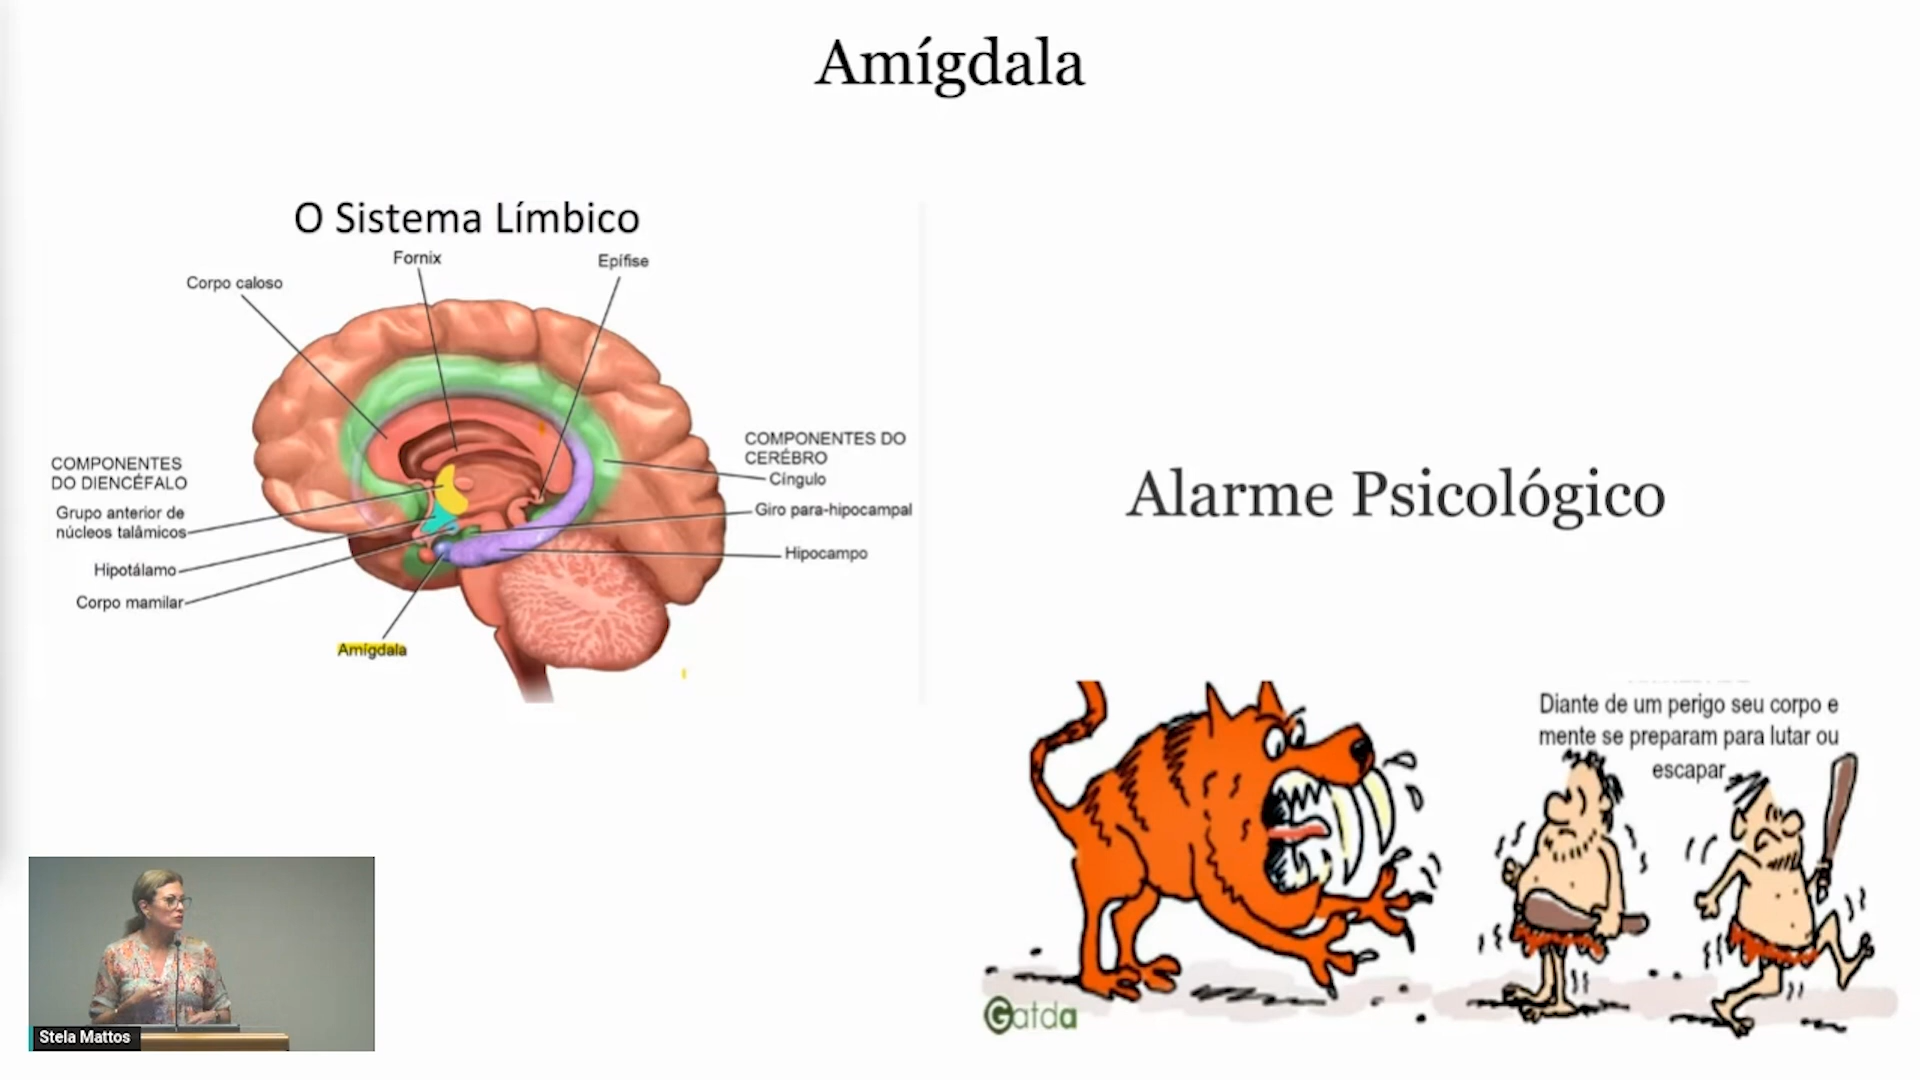 Amígdala
O Sistema Límbico
Fornix
Epífise
Corpo caloso
COMPONENTES
DO DIENCÉFALO
Grupo anterior de
núcleos talâmicos
Hipotálamo
Corpo mamilar
Amígdala
COMPONENTES DO
CERÉBRO
Cíngulo
Giro para-hipocampal
Hipocampo
Alarme Psicológico
Diante de um perigo seu corpo e
mente se preparam para lutar ou
escapar
Gatda
Stela Mattos